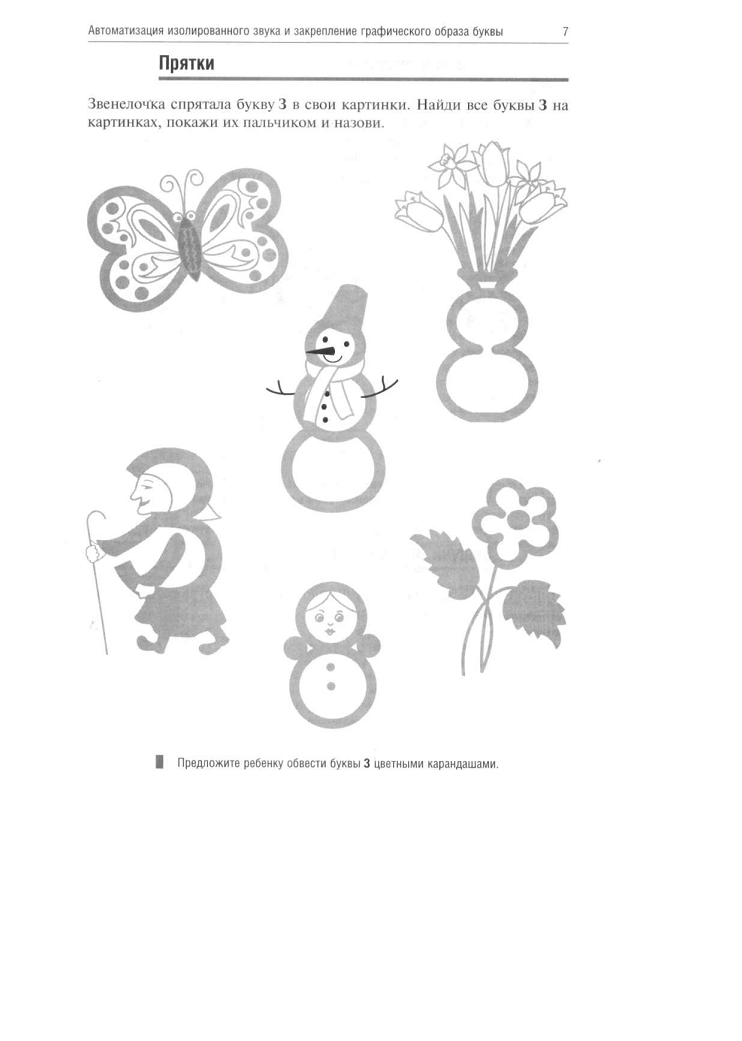 Автоматизация изолированного звука и закрепление графического образа буквы 7
Прятки
Звенелочка спрятала букву З в свои картинки. Найди все буквы З на
картинках, покажи их пальчиком и назови.
Предложите ребенку обвести буквы З цветными карандашами.